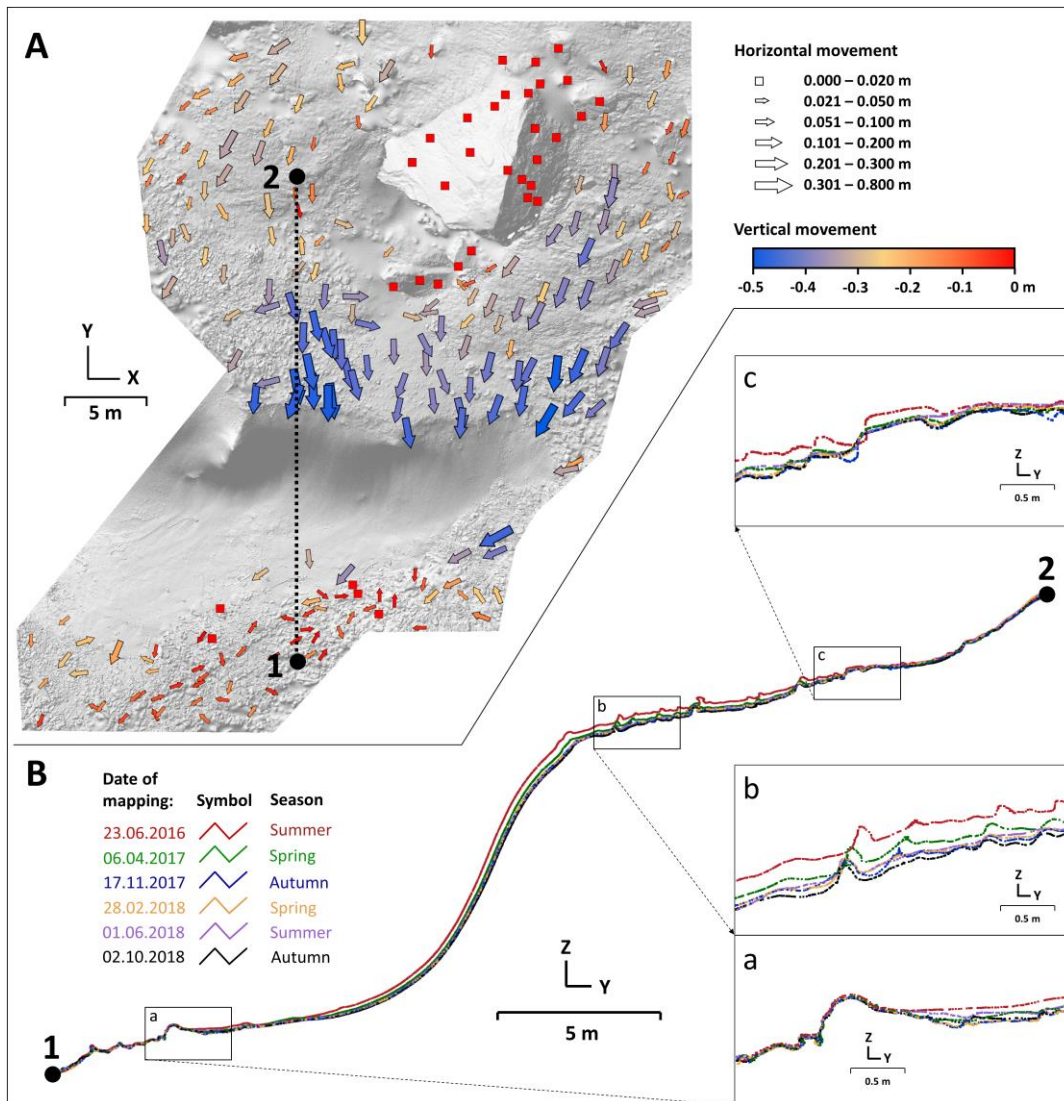 A
Horizontal movement
0.000 – 0.020 m
0.021 – 0.050 m
0.051 – 0.100 m
0.101 – 0.200 m
0.201 – 0.300 m
0.301 – 0.800 m
Vertical movement
-0.5 -0.4 -0.3 -0.2 -0.1 0 m
2
Y
X
5 m
1
c
Z
Y
0.5 m
2
c
b
B
Date of mapping: Symbol Season
23.06.2016 Summer
06.04.2017 Spring
17.11.2017 Autumn
28.02.2018 Spring
01.06.2018 Summer
02.10.2018 Autumn
Z
Y
5 m
a
1
b
Z
Y
0.5 m
a
Z
Y
0.5 m